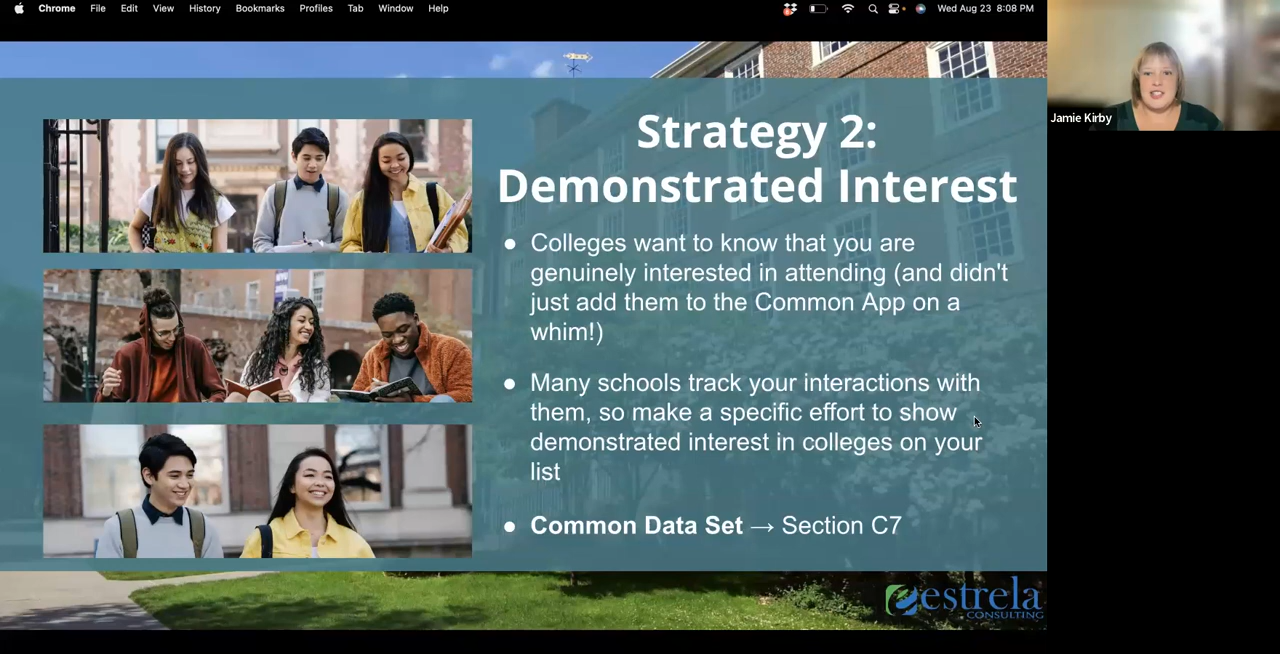 Chrome File Edit View History Bookmarks Profiles Tab Window Help Wed Aug 23 8:08 PM
Jamie Kirby
Strategy 2:
Demonstrated Interest
● Colleges want to know that you are
genuinely interested in attending (and didn't
just add them to the Common App on a
whim!)
● Many schools track your interactions with
them, so make a specific effort to show
demonstrated interest in colleges on your
list
● Common Data Set → Section C7
NYU
estrela
CONSULTING